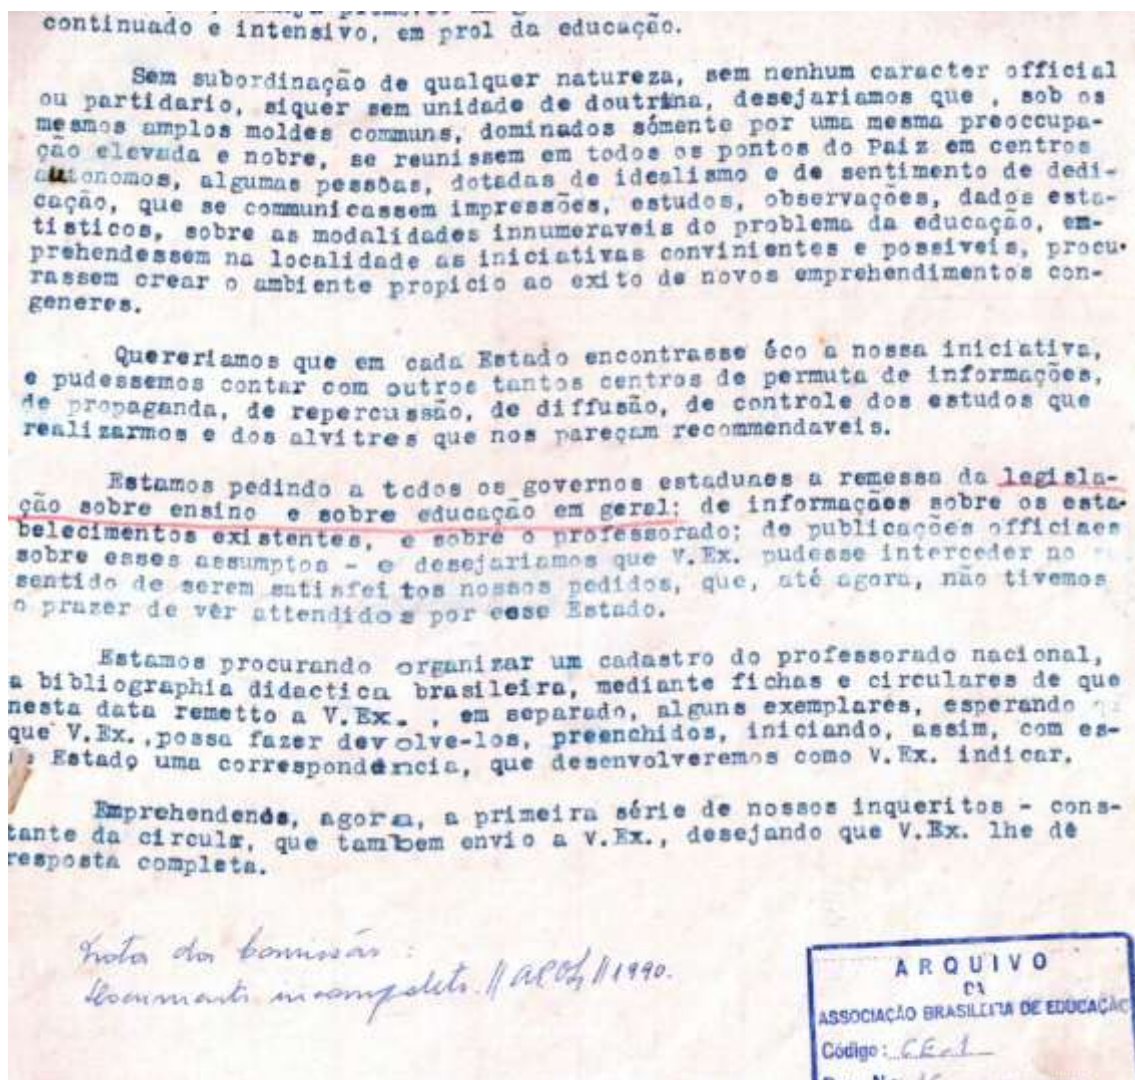 continuado e intensivo, em prol da educação.
Sem subordinação de qualquer natureza, sem nenhum caracter official
ou partidario, siquer sem unidade de doutrina, desejariamos que , sob os
mesmos amplos moldes communs, dominados sómente por uma mesma preoccupa-
ção elevada e nobre, se reunissem em todos os pontos do Paiz em centros
autonomos, algumas pessôas, dotadas de idealismo e de sentimento de dedi-
cação, que se communicassem impressões, estudos, observações, dados esta-
tisticos, sobre as modalidades innumeraveis do problema da educação, em-
prehendessem na localidade as iniciativas convinientes e possiveis, procu-
rassem crear o ambiente propicio ao exito de novos emprehendimentos con-
generes.
Quereriamos que em cada Estado encontrasse éco a nossa iniciativa,
e pudessemos contar com outros tantos centros de permuta de informações,
de propaganda, de repercussão, de diffusão, de controle dos estudos que
realizarmos e dos alvitres que nos pareçam recommendaveis.
Estamos pedindo a todos os governos estaduaes a remessa da legisla-
ção sobre ensino e sobre educação em geral; de informações sobre os esta-
belecimentos existentes, e sobre o professorado; de publicações officiaes
sobre esses assumptos - e desejariamos que V.Ex. pudesse interceder no
sentido de serem satisfeitos nossos pedidos, que, até agora, não tivemos
o prazer de vêr attendidos por esse Estado.
Estamos procurando organizar um cadastro do professorado nacional,
a bibliographia didactica brasileira, mediante fichas e circulares de que
nesta data remetto a V.Ex. , em separado, alguns exemplares, esperando
que V.Ex.,possa fazer devolve-los, preenchidos, iniciando, assim, com es-
Estado uma correspondência, que desenvolveremos como V.Ex. indicar.
Emprehendemos, agora, a primeira série de nossos inqueritos - cons-
tante da circular, que tambem envio a V.Ex., desejando que V.Ex. lhe dê
resposta completa.
Nota da Comissão:
documento incompleto. // 1990.
ARQUIVO
DA
ASSOCIAÇÃO BRASILEIRA DE EDUCAÇÃO
Código: CE.1